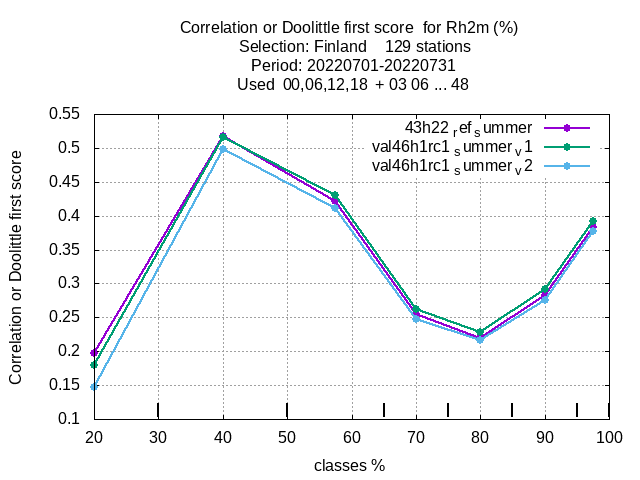 Correlation or Doolittle first score  for Rh2m (%)
Selection: Finland    129 stations
Period: 20220701-20220731
Used  00,06,12,18  + 03 06 ... 48
Correlation or Doolittle first score
0.55
0.5
0.45
0.4
0.35
0.3
0.25
0.2
0.15
0.1
43h22 ref summer
val46h1rc1 summer v1
val46h1rc1 summer v2
20 30 40 50 60 70 80 90 100
classes %